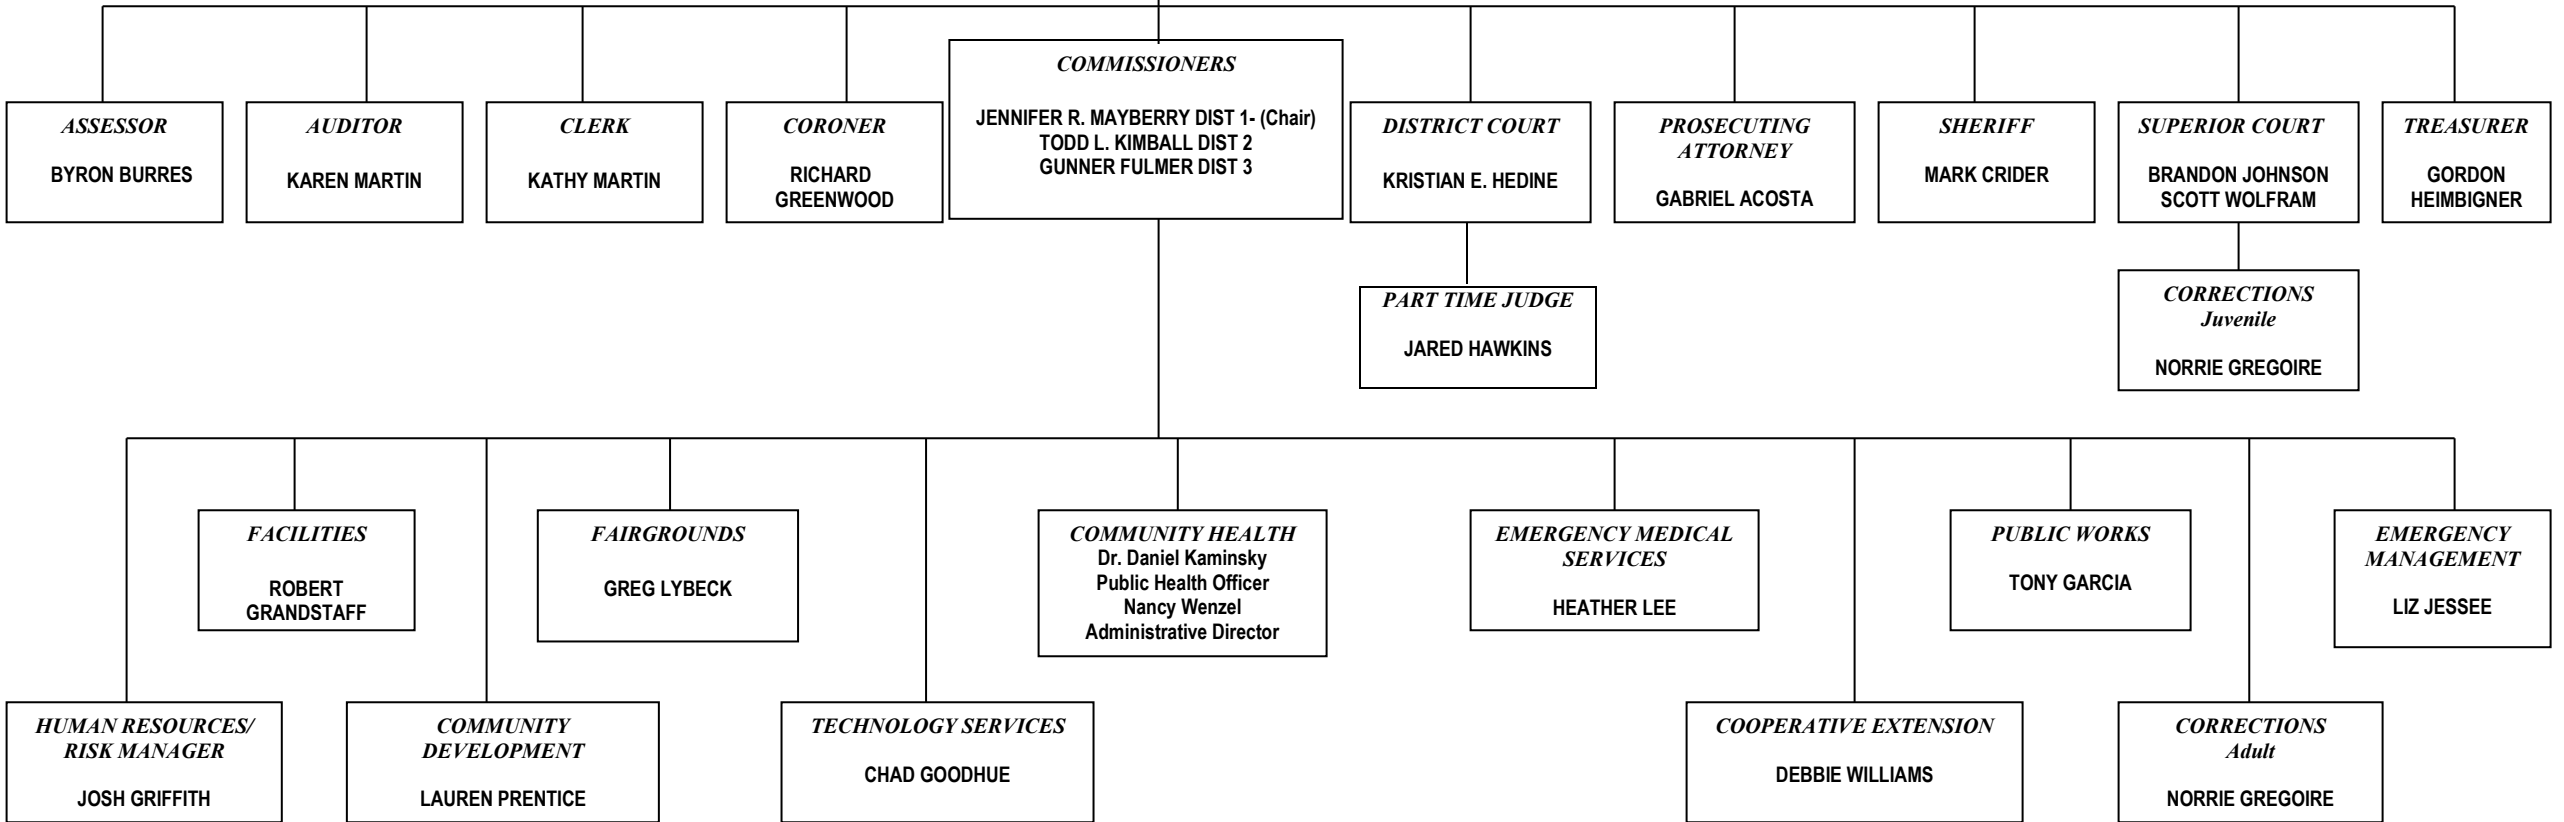 ASSESSOR
BYRON BURRES
AUDITOR
KAREN MARTIN
CLERK
KATHY MARTIN
CORONER
RICHARD
GREENWOOD
COMMISSIONERS
JENNIFER R. MAYBERRY DIST 1- (Chair)
TODD L. KIMBALL DIST 2
GUNNER FULMER DIST 3
DISTRICT COURT
KRISTIAN E. HEDINE
PROSECUTING
ATTORNEY
GABRIEL ACOSTA
SHERIFF
MARK CRIDER
SUPERIOR COURT
BRANDON JOHNSON
SCOTT WOLFRAM
TREASURER
GORDON
HEIMBIGNER
PART TIME JUDGE
JARED HAWKINS
CORRECTIONS
Juvenile
NORRIE GREGOIRE
FACILITIES
ROBERT
GRANDSTAFF
FAIRGROUNDS
GREG LYBECK
COMMUNITY HEALTH
Dr. Daniel Kaminsky
Public Health Officer
Nancy Wenzel
Administrative Director
EMERGENCY MEDICAL
SERVICES
HEATHER LEE
PUBLIC WORKS
TONY GARCIA
EMERGENCY
MANAGEMENT
LIZ JESSEE
HUMAN RESOURCES/
RISK MANAGER
JOSH GRIFFITH
COMMUNITY
DEVELOPMENT
LAUREN PRENTICE
TECHNOLOGY SERVICES
CHAD GOODHUE
COOPERATIVE EXTENSION
DEBBIE WILLIAMS
CORRECTIONS
Adult
NORRIE GREGOIRE